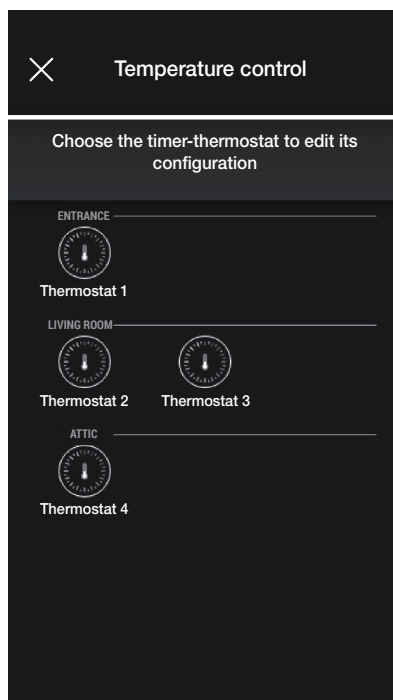 Temperature control
Choose the timer-thermostat to edit its
configuration
ENTRANCE
Thermostat 1
LIVING ROOM
Thermostat 2 Thermostat 3
ATTIC
Thermostat 4